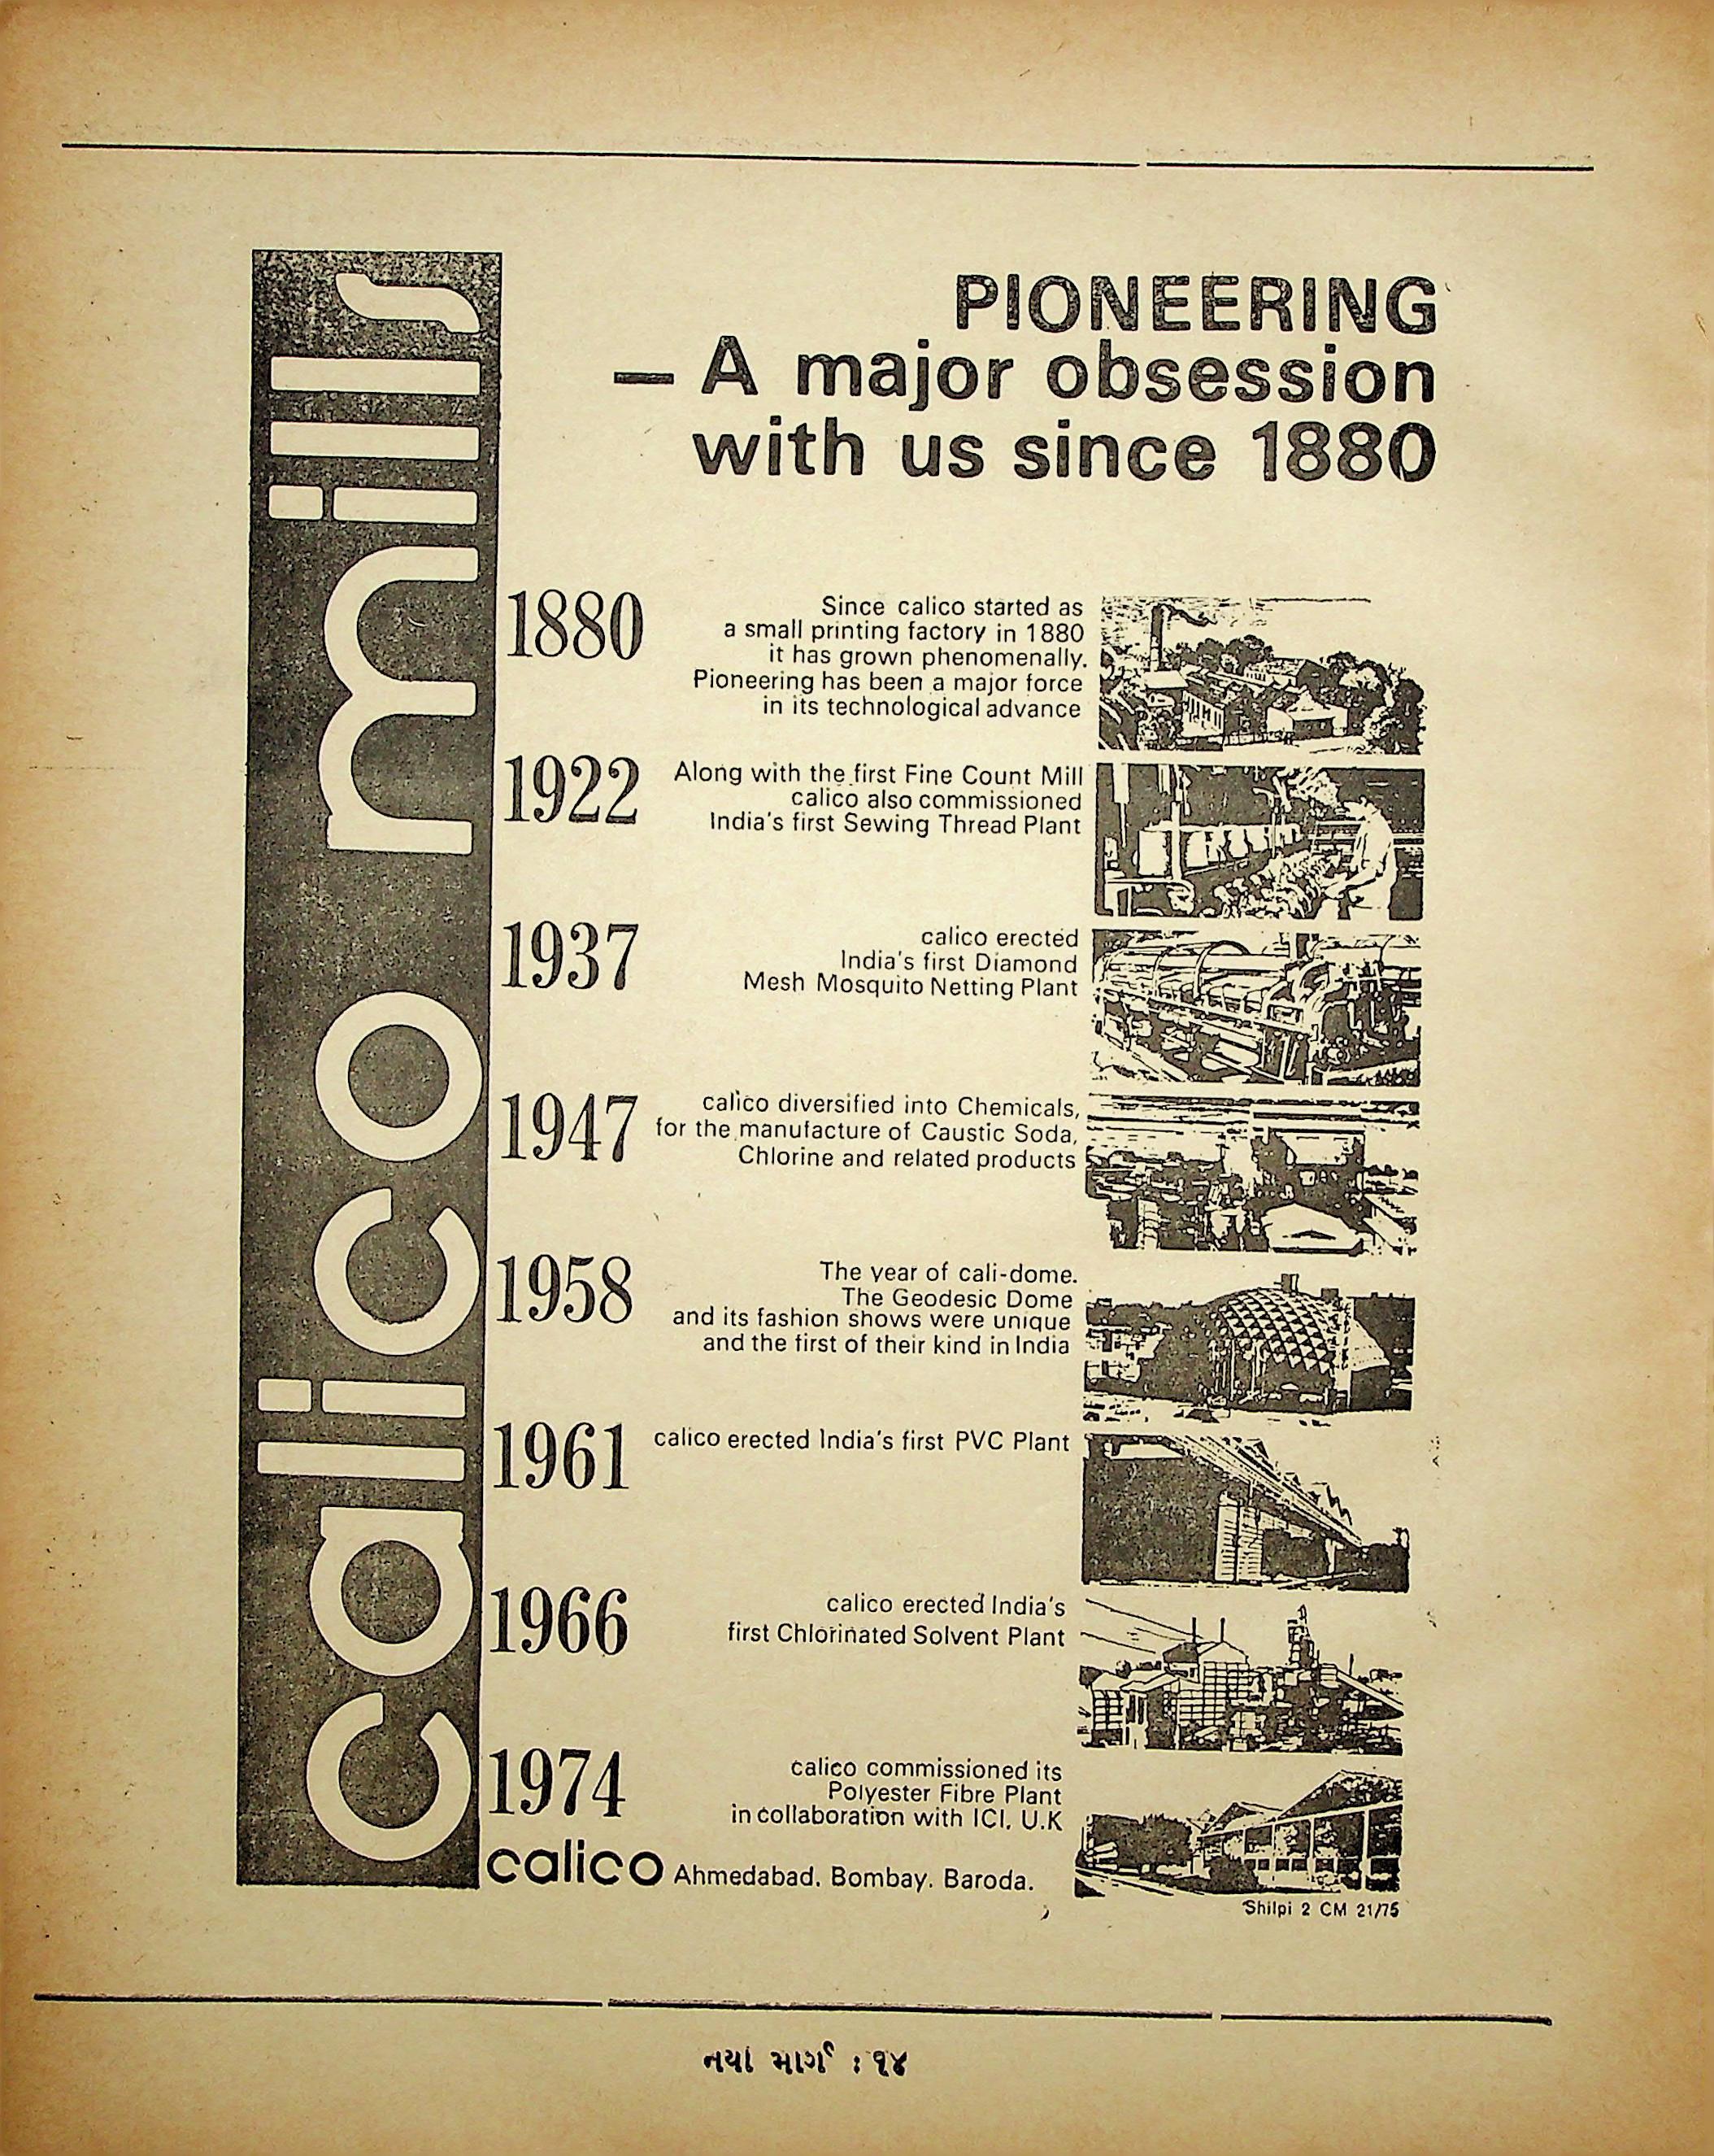 calico mills
PIONEERING
— A major obsession
with us since 1880
1880
Since calico started as
a small printing factory in 1880
it has grown phenomenally.
Pioneering has been a major force
in its technological advance
1922
Along with the first Fine Count Mill
calico also commissioned
India's first Sewing Thread Plant
1937
calico erected
India's first Diamond
Mesh Mosquito Netting Plant
1947
calico diversified into Chemicals,
for the manufacture of Caustic Soda,
Chlorine and related products
1958
The year of cali-dome.
The Geodesic Dome
and its fashion shows were unique
and the first of their kind in India
1961
calico erected India's first PVC Plant
1966
calico erected India's
first Chlorinated Solvent Plant
1974
calico commissioned its
Polyester Fibre Plant
in collaboration with ICI. U.K
calico Ahmedabad. Bombay. Baroda.
Shilpi 2 CM 21/75
નયા માર્ગ : ૧૪